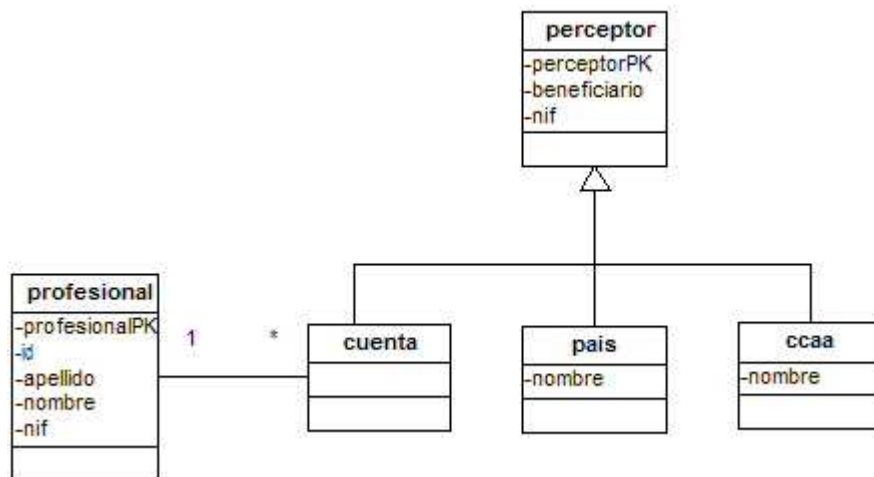 perceptor
-perceptorPK
-beneficiario
-nif
profesional
-profesionalPK
-id
-apellido
-nombre
-nif
1
*
cuenta
pais
-nombre
ccaa
-nombre